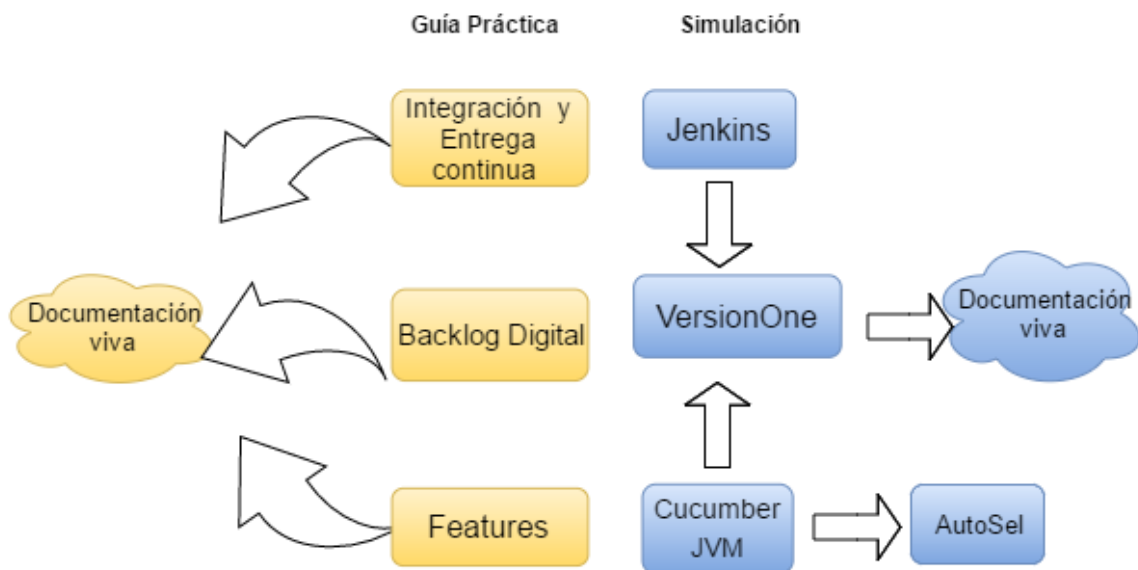 Guía Práctica
Simulación
Integración y
Entrega
continua
Jenkins
Documentación
viva
Backlog Digital
VersionOne
Documentación
viva
Features
Cucumber
JVM
AutoSel